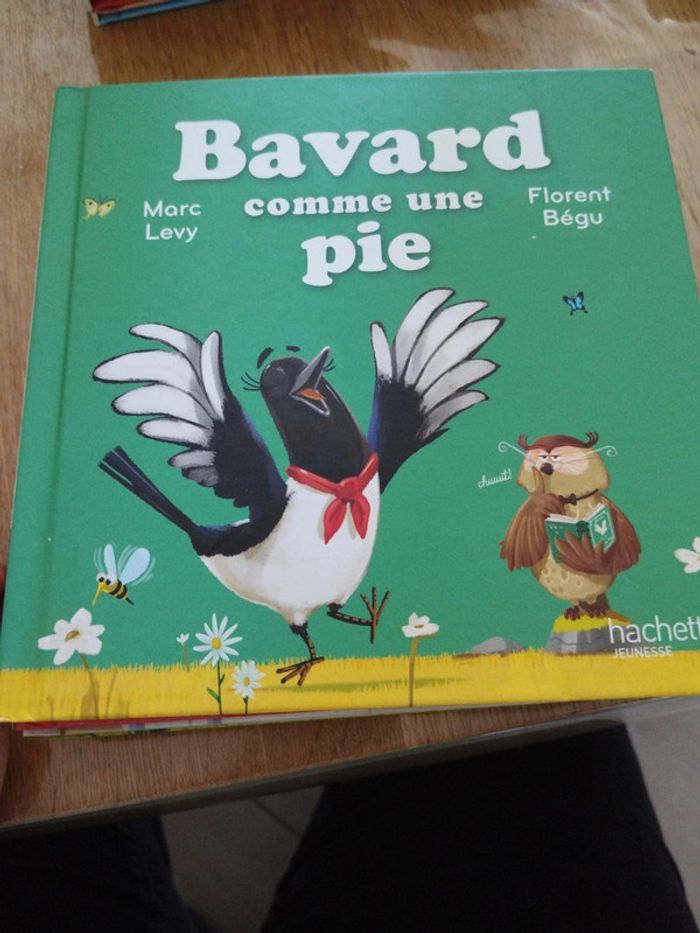 Bavard
comme une
pie
Marc
Levy
Florent
Bégu
chuuut!
hachett
JEUNESSE